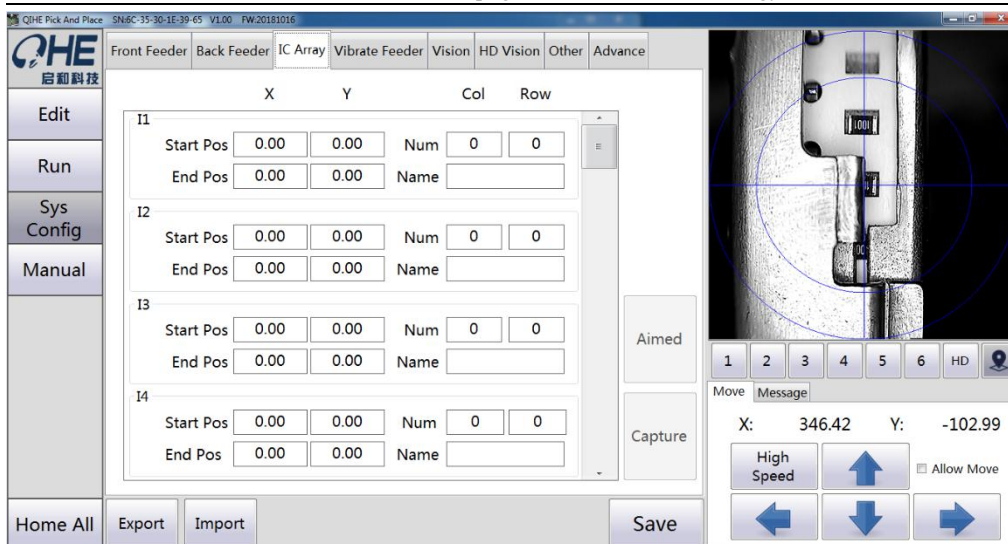 QIHE Pick And Place SN:6C-35-30-1E-39-65 V1.00 FW:20181016
QiHE
启和科技
Edit
Run
Sys
Config
Manual
Home All
Front Feeder Back Feeder IC Array Vibrate Feeder Vision HD Vision Other Advance
X Y Col Row
I1
Start Pos 0.00 0.00 Num 0 0
End Pos 0.00 0.00 Name
I2
Start Pos 0.00 0.00 Num 0 0
End Pos 0.00 0.00 Name
I3
Start Pos 0.00 0.00 Num 0 0
End Pos 0.00 0.00 Name
I4
Start Pos 0.00 0.00 Num 0 0
End Pos 0.00 0.00 Name
Aimed
Capture
Export Import Save
1001
1 2 3 4 5 6 HD
Move Message
X: 346.42 Y: -102.99
High
Speed
Allow Move